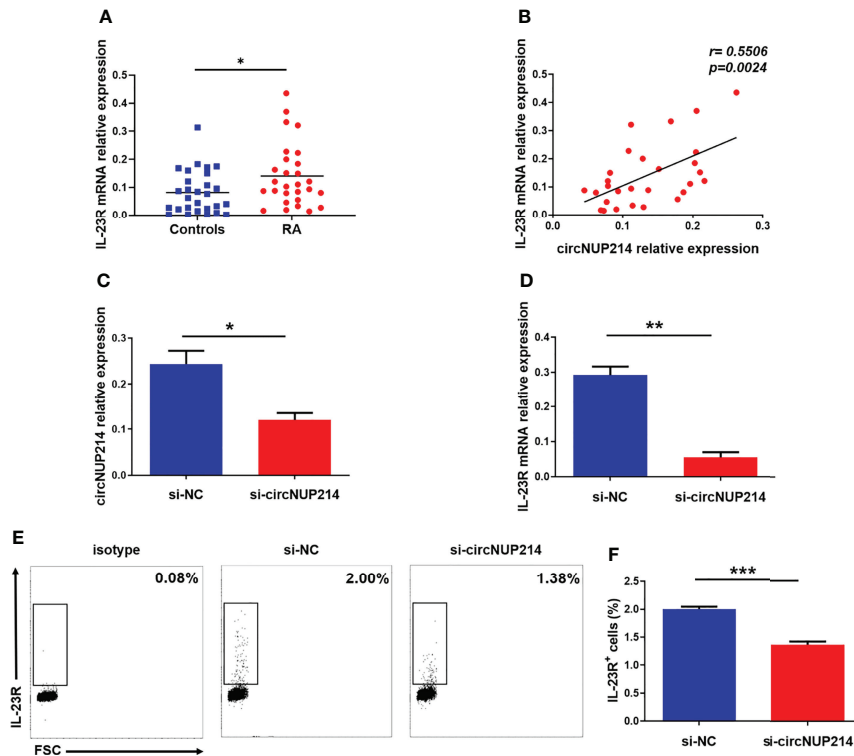 A
*
IL-23R mRNA relative expression
0.5
0.4
0.3
0.2
0.1
0.0
Controls
RA
B
r= 0.5506
p=0.0024
IL-23R mRNA relative expression
0.5
0.4
0.3
0.2
0.1
0.0
0.0
0.1
0.2
0.3
circNUP214 relative expression
C
*
circNUP214 relative expression
0.3
0.2
0.1
0.0
si-NC
si-circNUP214
D
**
IL-23R mRNA relative expression
0.4
0.3
0.2
0.1
0.0
si-NC
si-circNUP214
E
isotype
si-NC
si-circNUP214
0.08%
2.00%
1.38%
IL-23R
FSC
F
***
IL-23R⁺ cells (%)
2.5
2.0
1.5
1.0
0.5
0.0
si-NC
si-circNUP214